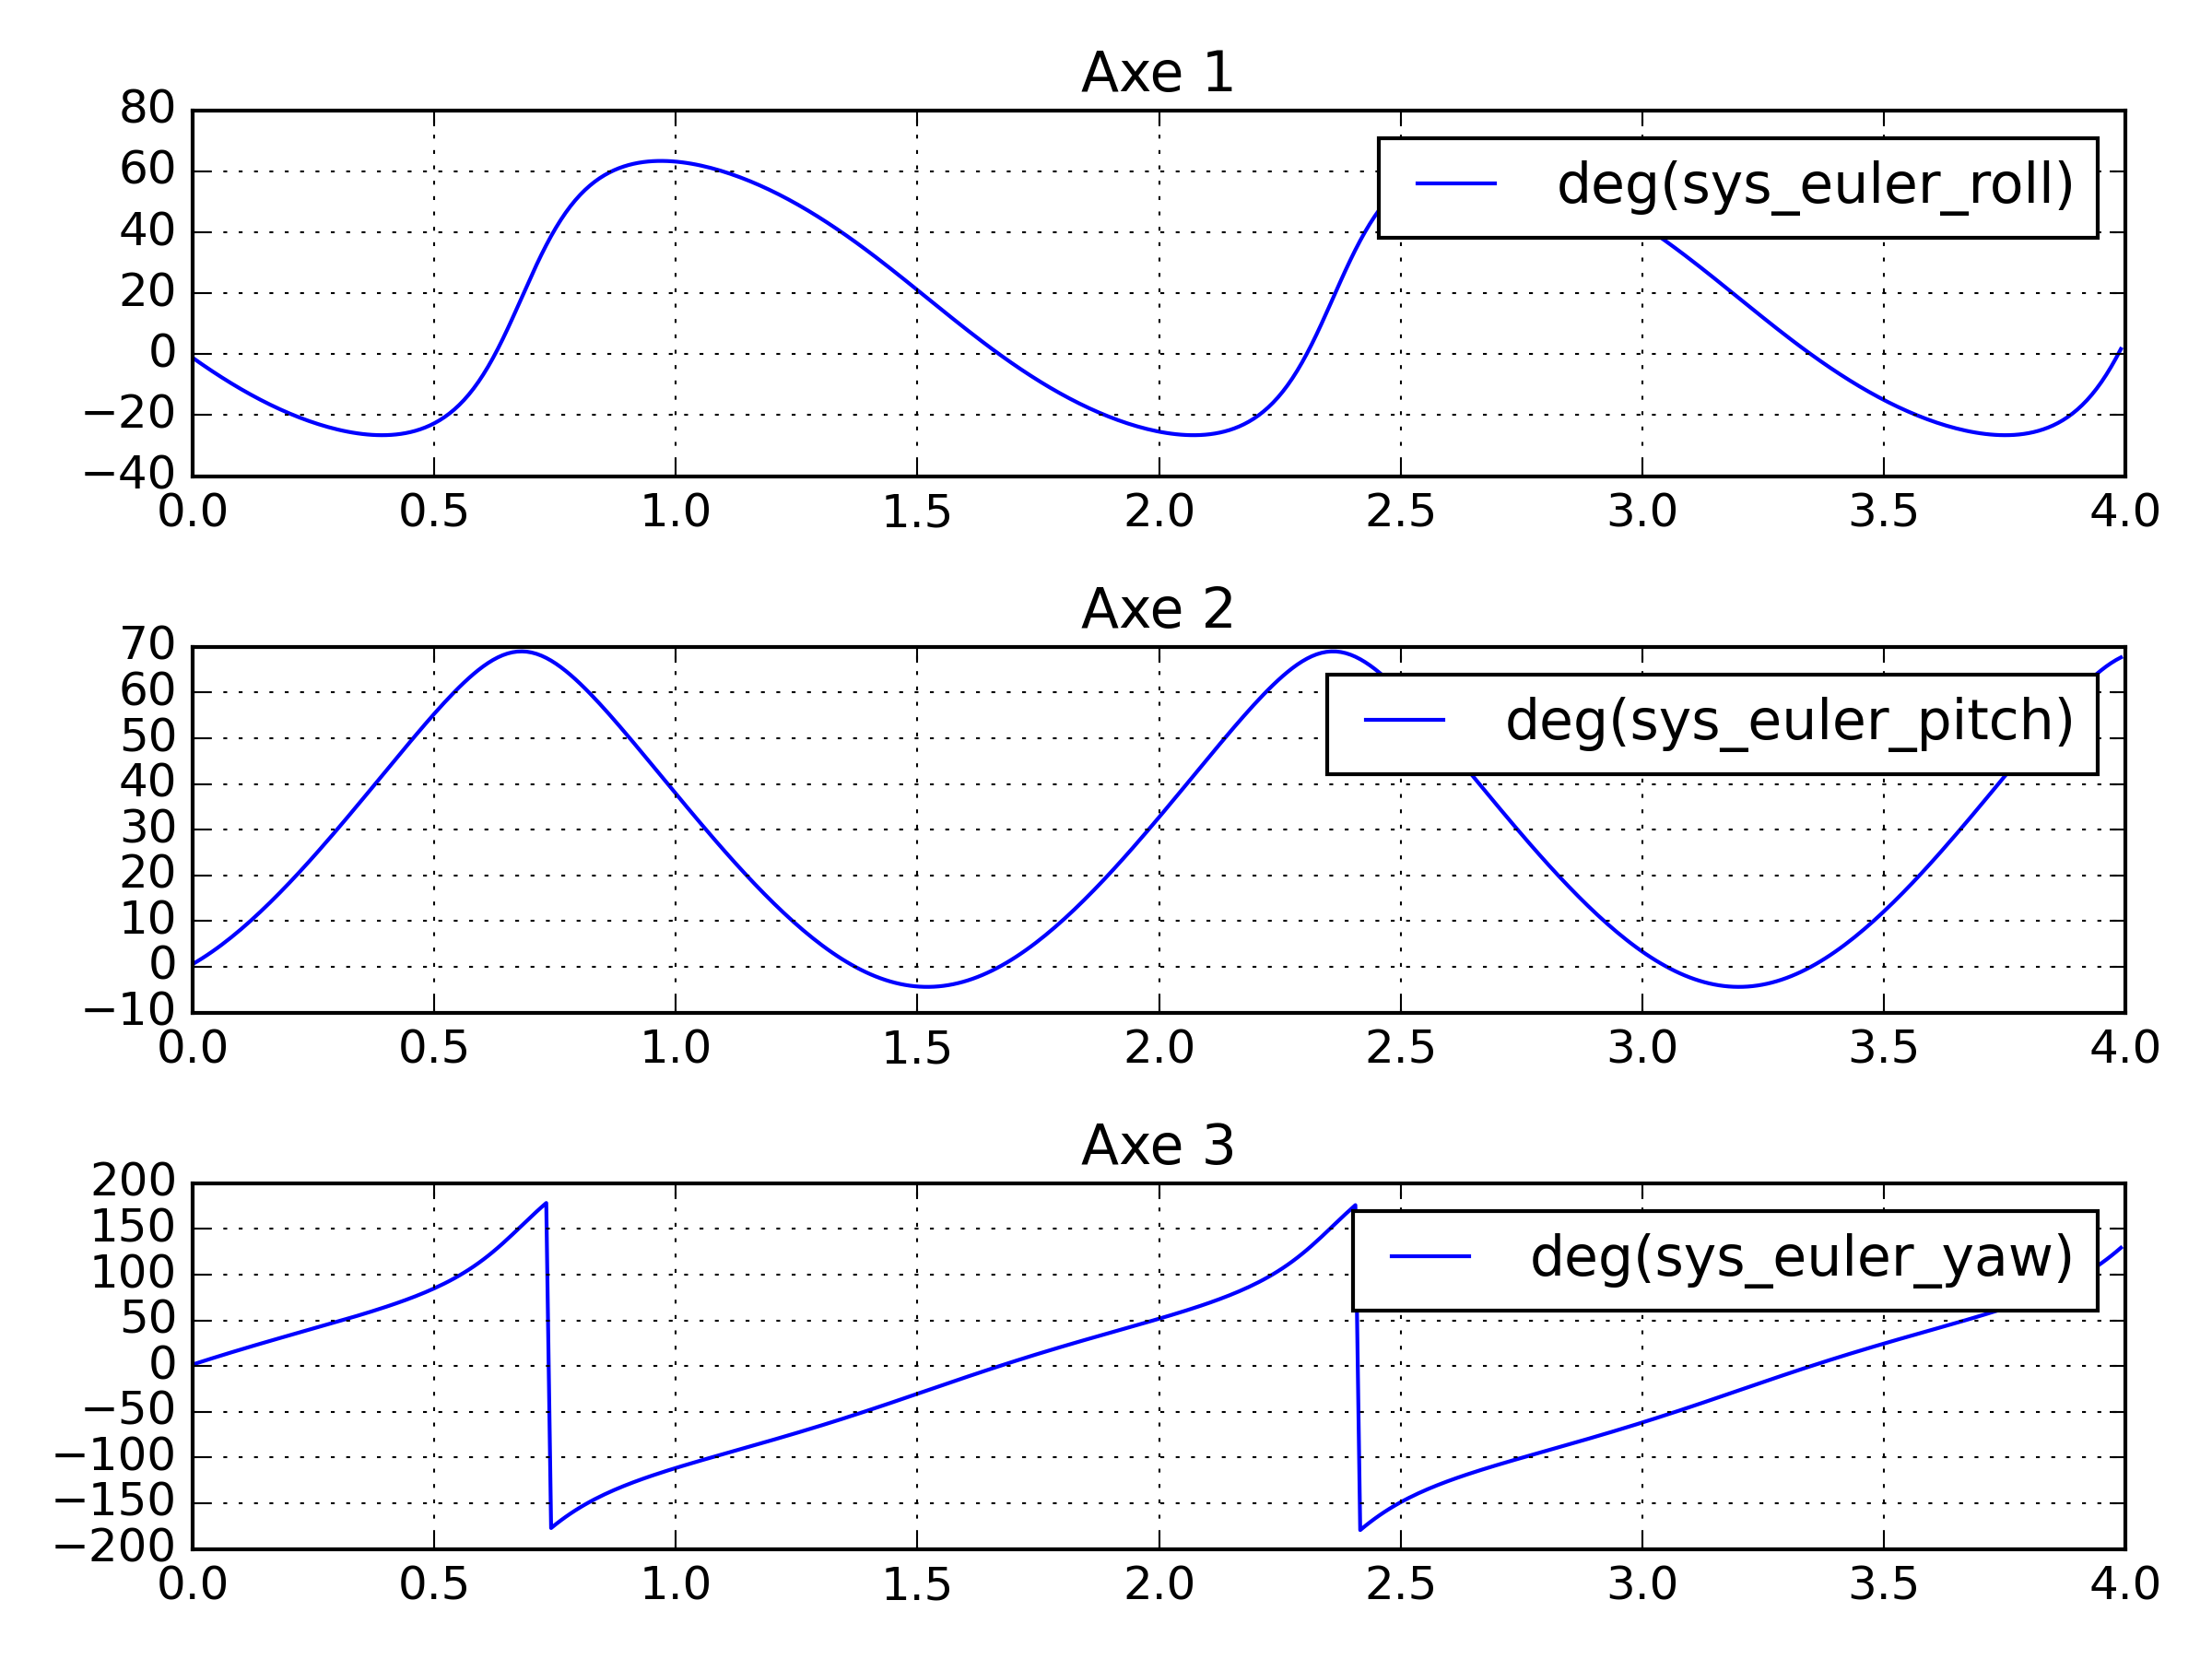 Axe 1
80
60
40
20
0
−20
−40
deg(sys_euler_roll)
0.0 0.5 1.0 1.5 2.0 2.5 3.0 3.5 4.0
Axe 2
70
60
50
40
30
20
10
0
−10
deg(sys_euler_pitch)
0.0 0.5 1.0 1.5 2.0 2.5 3.0 3.5 4.0
Axe 3
200
150
100
50
0
−50
−100
−150
−200
deg(sys_euler_yaw)
0.0 0.5 1.0 1.5 2.0 2.5 3.0 3.5 4.0